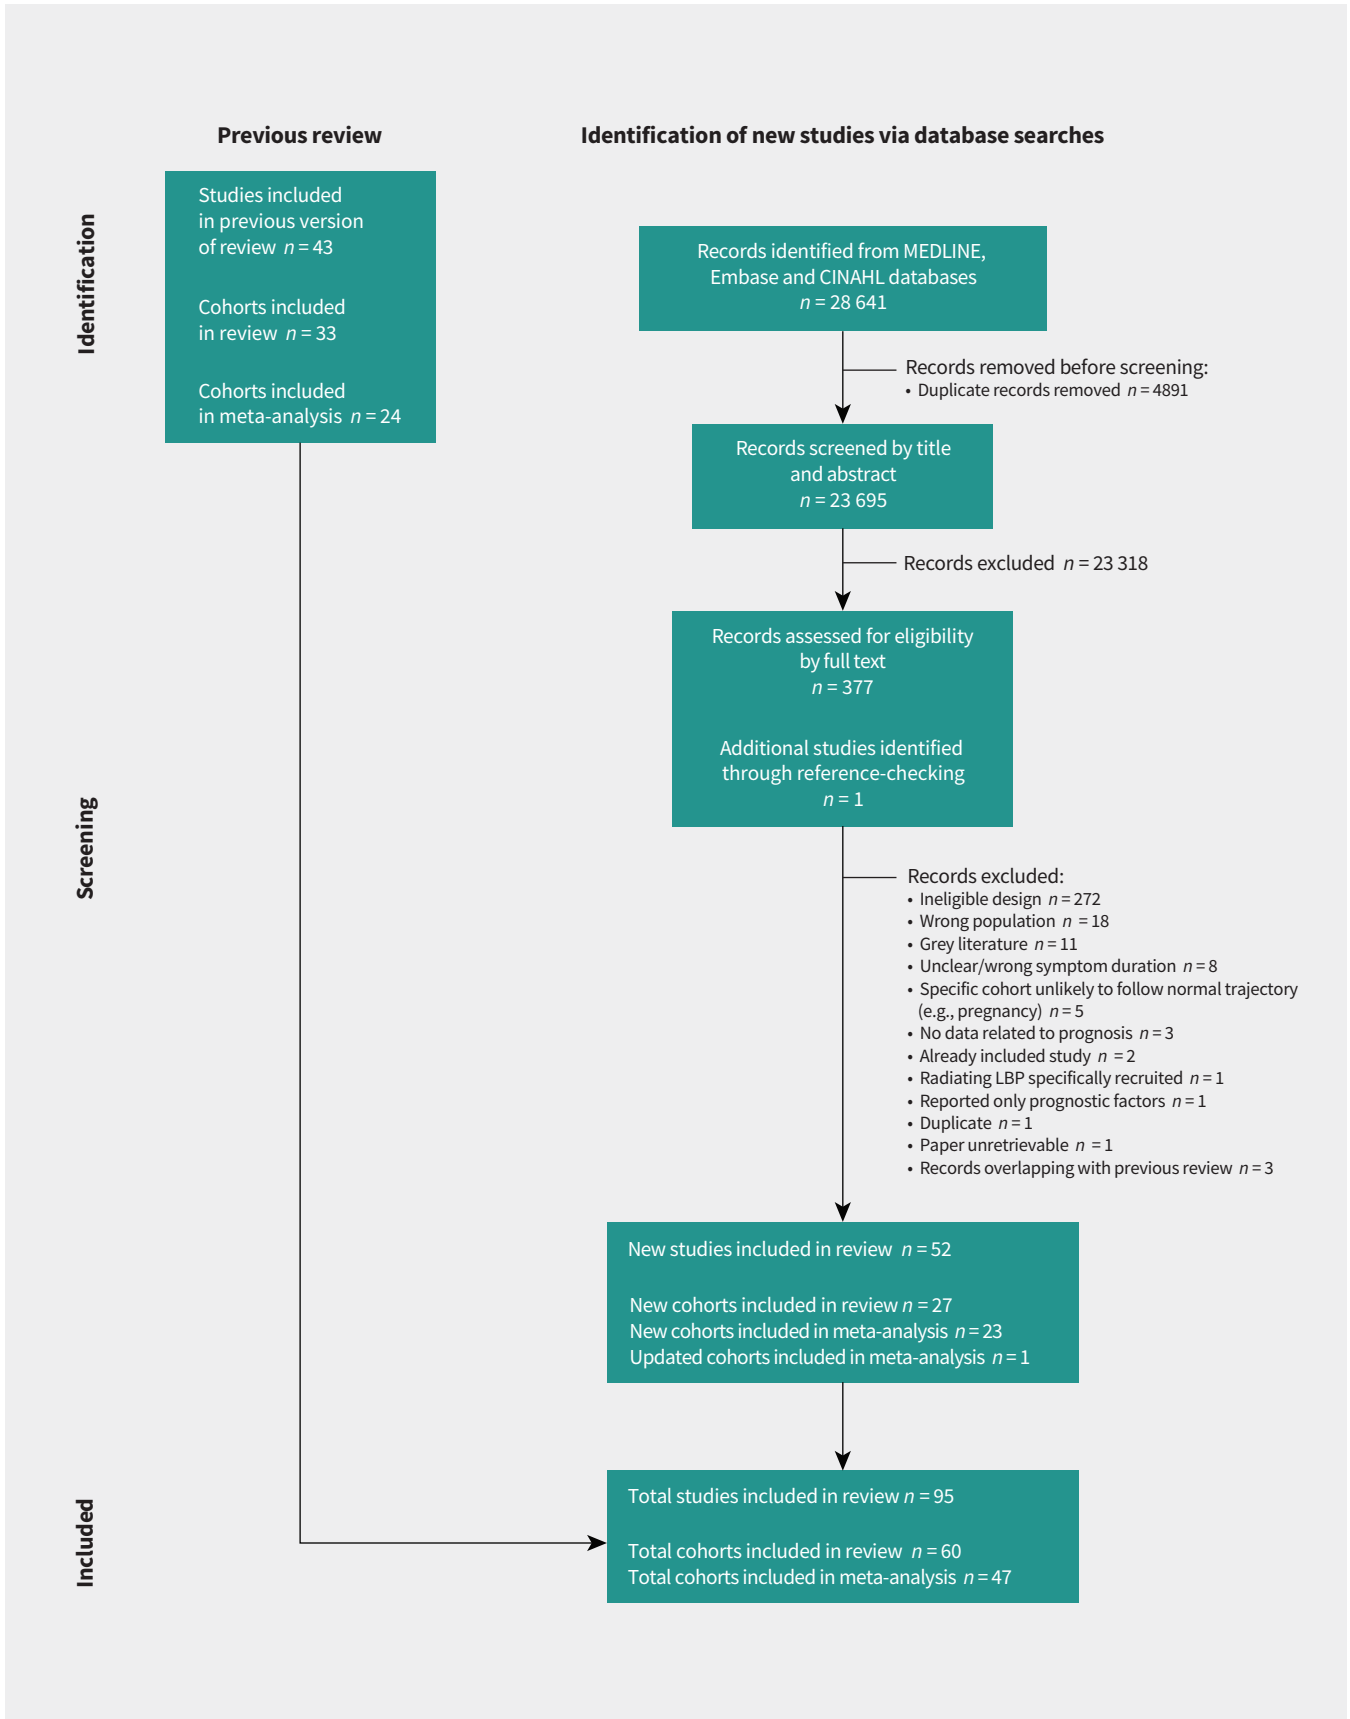 Previous review
Identification of new studies via database searches
Identification
Studies included
in previous version
of review n = 43
Cohorts included
in review n = 33
Cohorts included
in meta-analysis n = 24
Records identified from MEDLINE,
Embase and CINAHL databases
n = 28 641
Records removed before screening:
• Duplicate records removed n = 4891
Records screened by title
and abstract
n = 23 695
Records excluded n = 23 318
Screening
Records assessed for eligibility
by full text
n = 377
Additional studies identified
through reference-checking
n = 1
Records excluded:
• Ineligible design n = 272
• Wrong population n = 18
• Grey literature n = 11
• Unclear/wrong symptom duration n = 8
• Specific cohort unlikely to follow normal trajectory
(e.g., pregnancy) n = 5
• No data related to prognosis n = 3
• Already included study n = 2
• Radiating LBP specifically recruited n = 1
• Reported only prognostic factors n = 1
• Duplicate n = 1
• Paper unretrievable n = 1
• Records overlapping with previous review n = 3
New studies included in review n = 52
New cohorts included in review n = 27
New cohorts included in meta-analysis n = 23
Updated cohorts included in meta-analysis n = 1
Included
Total studies included in review n = 95
Total cohorts included in review n = 60
Total cohorts included in meta-analysis n = 47